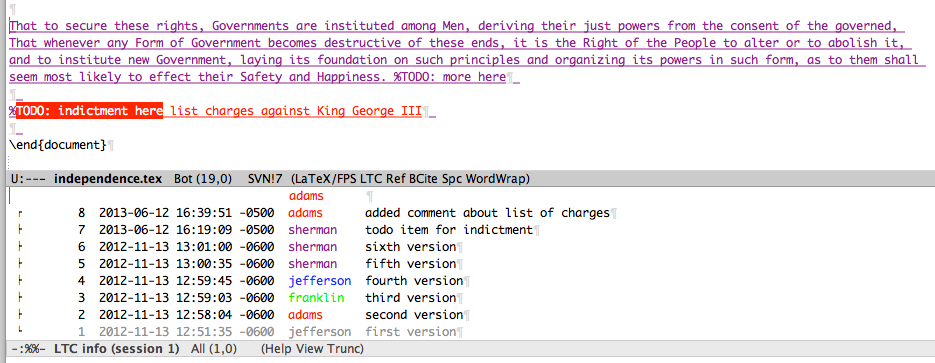 ¶
That to secure these rights, Governments are instituted among Men, deriving their just powers from the consent of the governed,
That whenever any Form of Government becomes destructive of these ends, it is the Right of the People to alter or to abolish it,
and to institute new Government, laying its foundation on such principles and organizing its powers in such form, as to them shall
seem most likely to effect their Safety and Happiness. %TODO: more here¶
¶
%TODO: indictment here list charges against King George III¶
¶
\end{document}¶
U:--- independence.tex Bot (19,0) SVN!7 (LaTeX/FPS LTC Ref BCite Spc WordWrap)
adams ¶
8 2013-06-12 16:39:51 -0500 adams added comment about list of charges¶
7 2013-06-12 16:19:09 -0500 sherman todo item for indictment¶
6 2012-11-13 13:01:00 -0600 sherman sixth version¶
5 2012-11-13 13:00:35 -0600 sherman fifth version¶
4 2012-11-13 12:59:45 -0600 jefferson fourth version¶
3 2012-11-13 12:59:03 -0600 franklin third version¶
2 2012-11-13 12:58:04 -0600 adams second version¶
1 2012-11-13 12:51:35 -0600 jefferson first version¶
-:%%- LTC info (session 1) All (1,0) (Help View Trunc)